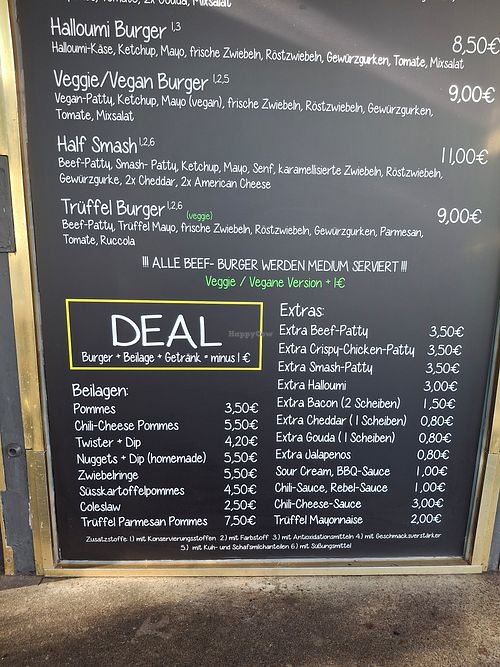 Tomates, 2x Gouda, Mixsalat
Halloumi Burger 1,3
8,50€
Halloumi-Käse, Ketchup, Mayo, frische Zwiebeln, Röstzwiebeln, Gewürzgurken, Tomate, Mixsalat
Veggie/Vegan Burger 1,2,5
9,00€
Vegan-Patty, Ketchup, Mayo (vegan), frische Zwiebeln, Röstzwiebeln, Gewürzgurken,
Tomate, Mixsalat
Half Smash 1,2,6
11,00€
Beef-Patty, Smash- Patty, Ketchup, Mayo, Senf, karamellisierte Zwiebeln, Röstzwiebeln,
Gewürzgurke, 2x Cheddar, 2x American Cheese
Trüffel Burger 1,2,6 (veggie)
9,00€
Beef-Patty, Trüffel Mayo, frische Zwiebeln, Röstzwiebeln, Gewürzgurken, Parmesan,
Tomate, Ruccola
!!! ALLE BEEF- BURGER WERDEN MEDIUM SERVIERT !!!
Veggie / Vegane Version + 1€
DEAL
Burger + Beilage + Getränk = minus 1 €
Beilagen:
Pommes 3,50€
Chili-Cheese Pommes 5,50€
Twister + Dip 4,20€
Nuggets + Dip (homemade) 5,50€
Zwiebelringe 5,50€
Süsskartoffelpommes 4,50€
Coleslaw 2,50€
Trüffel Parmesan Pommes 7,50€
Extras:
Extra Beef-Patty 3,50€
Extra Crispy-Chicken-Patty 3,50€
Extra Smash-Patty 3,50€
Extra Halloumi 3,00€
Extra Bacon (2 Scheiben) 1,50€
Extra Cheddar ( 1 Scheiben) 0,80€
Extra Gouda ( 1 Scheiben) 0,80€
Extra Jalapenos 0,80€
Sour Cream, BBQ-Sauce 1,00€
Chili-Sauce, Rebel-Sauce 1,00€
Chili-Cheese-Sauce 3,00€
Trüffel Mayonnaise 2,00€
Zusatzstoffe 1) mit Konservierungsstoffen 2) mit Farbstoff 3) mit Antioxidationsmitteln 4) mit Geschmacksverstärker
5) mit Kuh- und Schafsmilchanteilen 6) mit Süßungsmittel
HappyCow